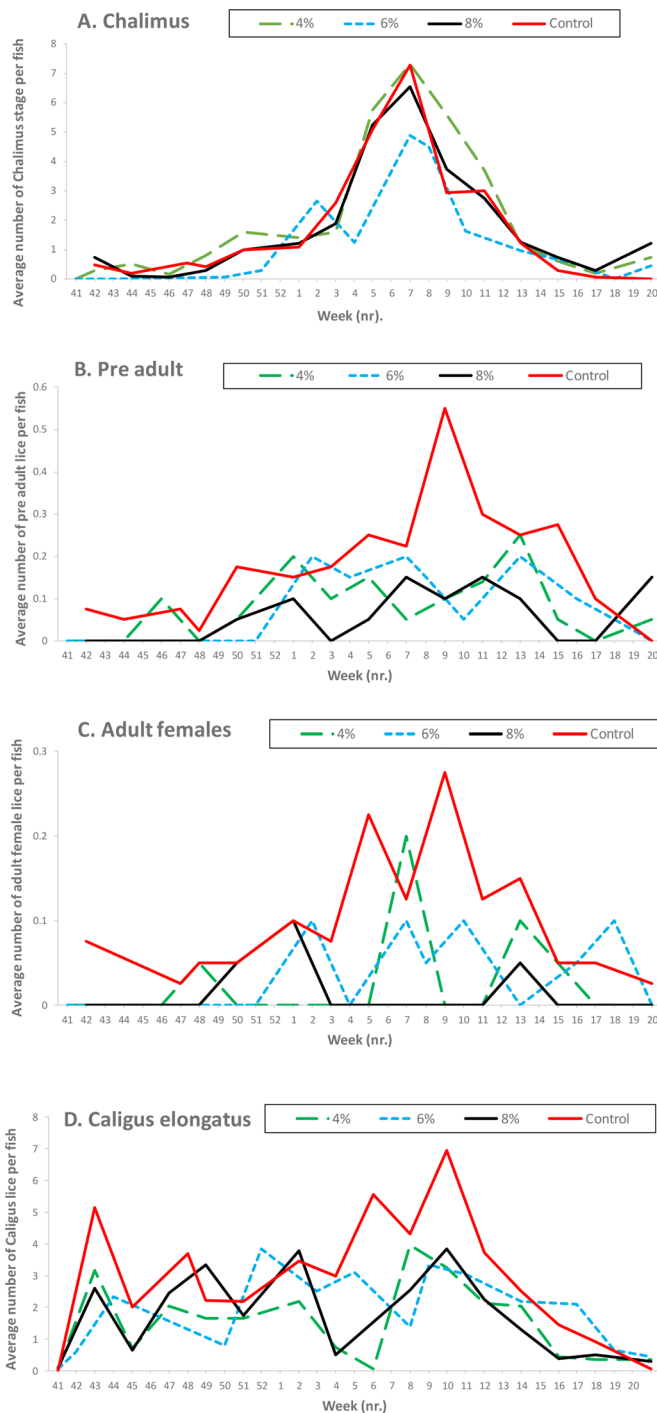 A. Chalimus
4% 6% 8% Control
Average number of Chalimus stage per fish
8
7
6
5
4
3
2
1
0
41 42 43 44 45 46 47 48 49 50 51 52 1 2 3 4 5 6 7 8 9 10 11 12 13 14 15 16 17 18 19 20
Week (nr).
B. Pre adult
4% 6% 8% Control
Average number of pre adult lice per fish
0.6
0.5
0.4
0.3
0.2
0.1
0
41 42 43 44 45 46 47 48 49 50 51 52 1 2 3 4 5 6 7 8 9 10 11 12 13 14 15 16 17 18 19 20
Week (nr.)
C. Adult females
4% 6% 8% Control
Average number of adult female lice per fish
0.3
0.2
0.1
0
41 42 43 44 45 46 47 48 49 50 51 52 1 2 3 4 5 6 7 8 9 10 11 12 13 14 15 16 17 18 19 20
Week (nr.)
D. Caligus elongatus
4% 6% 8% Control
Average number of Caligus lice per fish
8
7
6
5
4
3
2
1
0
41 42 43 44 45 46 47 48 49 50 51 52 1 2 3 4 5 6 7 8 9 10 11 12 13 14 15 16 17 18 19 20
Week (nr.)